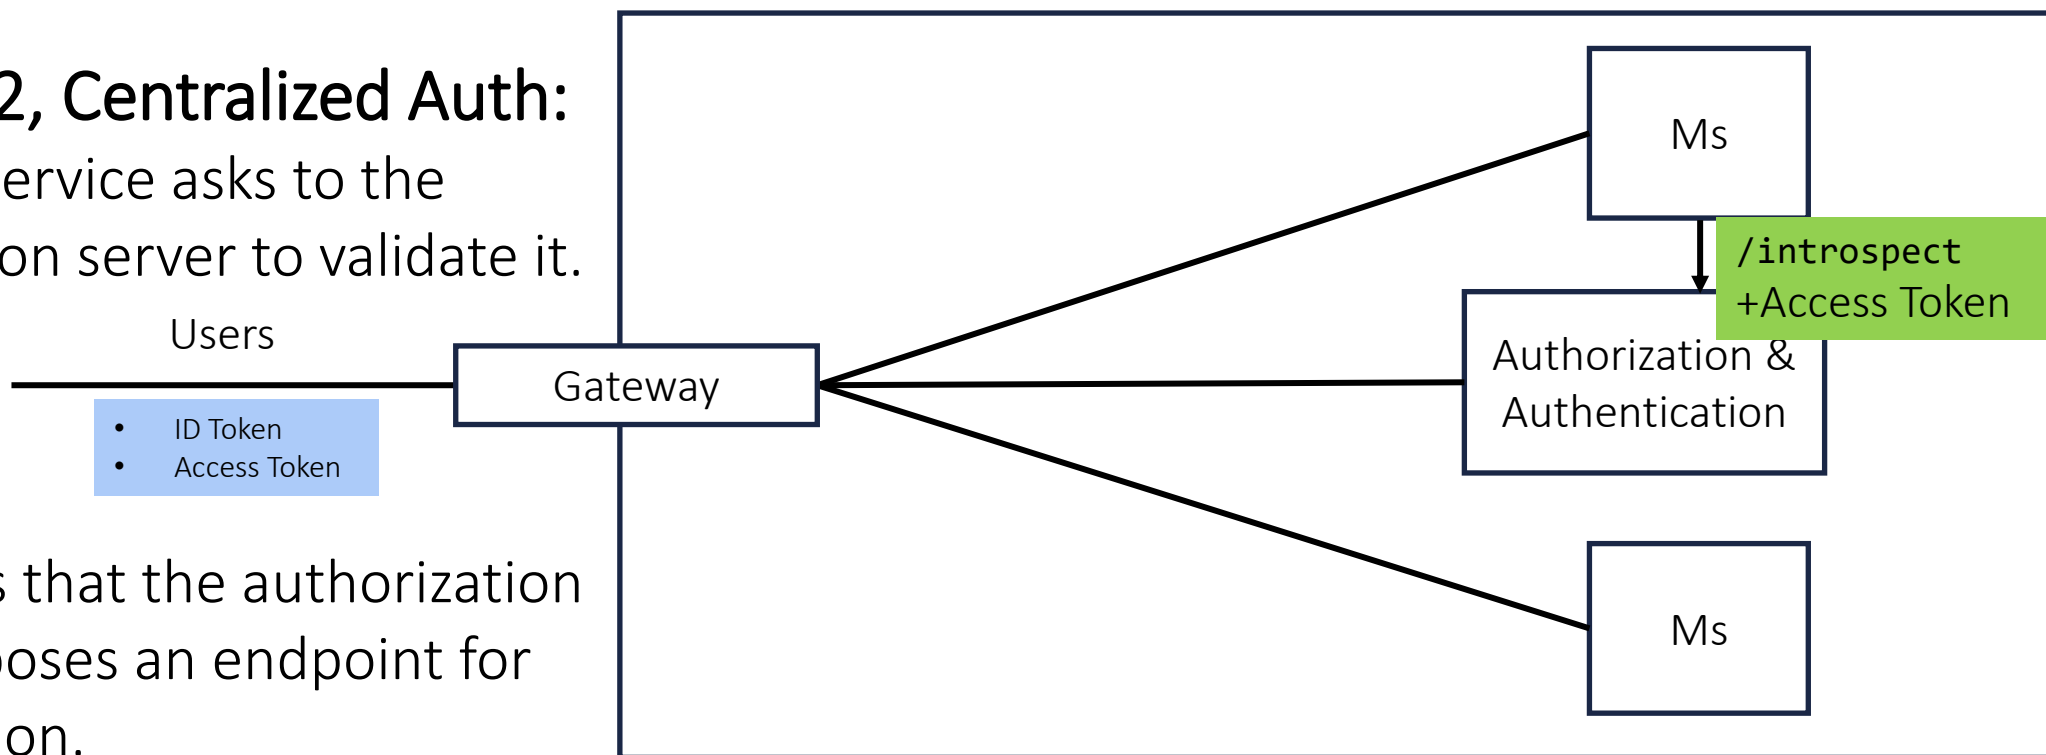 2, Centralized Auth:
ervice asks to the
on server to validate it.
Users
Gateway
• ID Token
• Access Token
s that the authorization
poses an endpoint for
on.
Ms
/introspect
+Access Token
Authorization &
Authentication
Ms